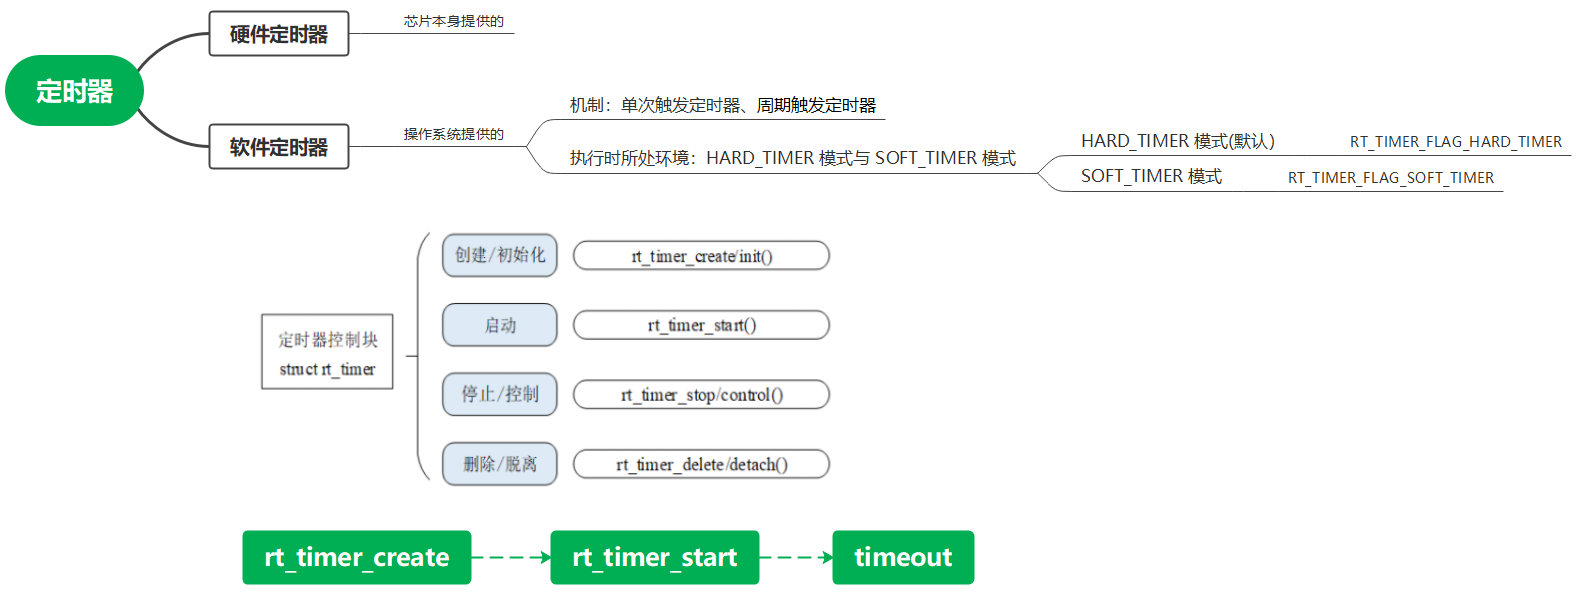 定时器
硬件定时器
芯片本身提供的
软件定时器
操作系统提供的
机制：单次触发定时器、周期触发定时器
执行时所处环境：HARD_TIMER 模式与 SOFT_TIMER 模式
HARD_TIMER 模式(默认)
RT_TIMER_FLAG_HARD_TIMER
SOFT_TIMER 模式
RT_TIMER_FLAG_SOFT_TIMER
定时器控制块
struct rt_timer
创建/初始化
rt_timer_create/init()
启动
rt_timer_start()
停止/控制
rt_timer_stop/control()
删除/脱离
rt_timer_delete/detach()
rt_timer_create
rt_timer_start
timeout